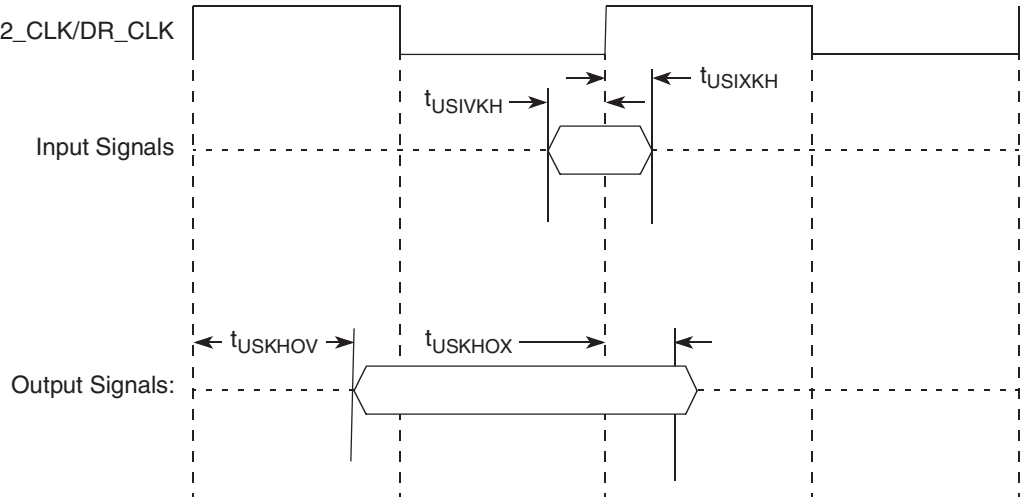 2_CLK/DR_CLK
tUSIXKH
tUSIVKH
Input Signals
tUSKHOV
tUSKHOX
Output Signals: